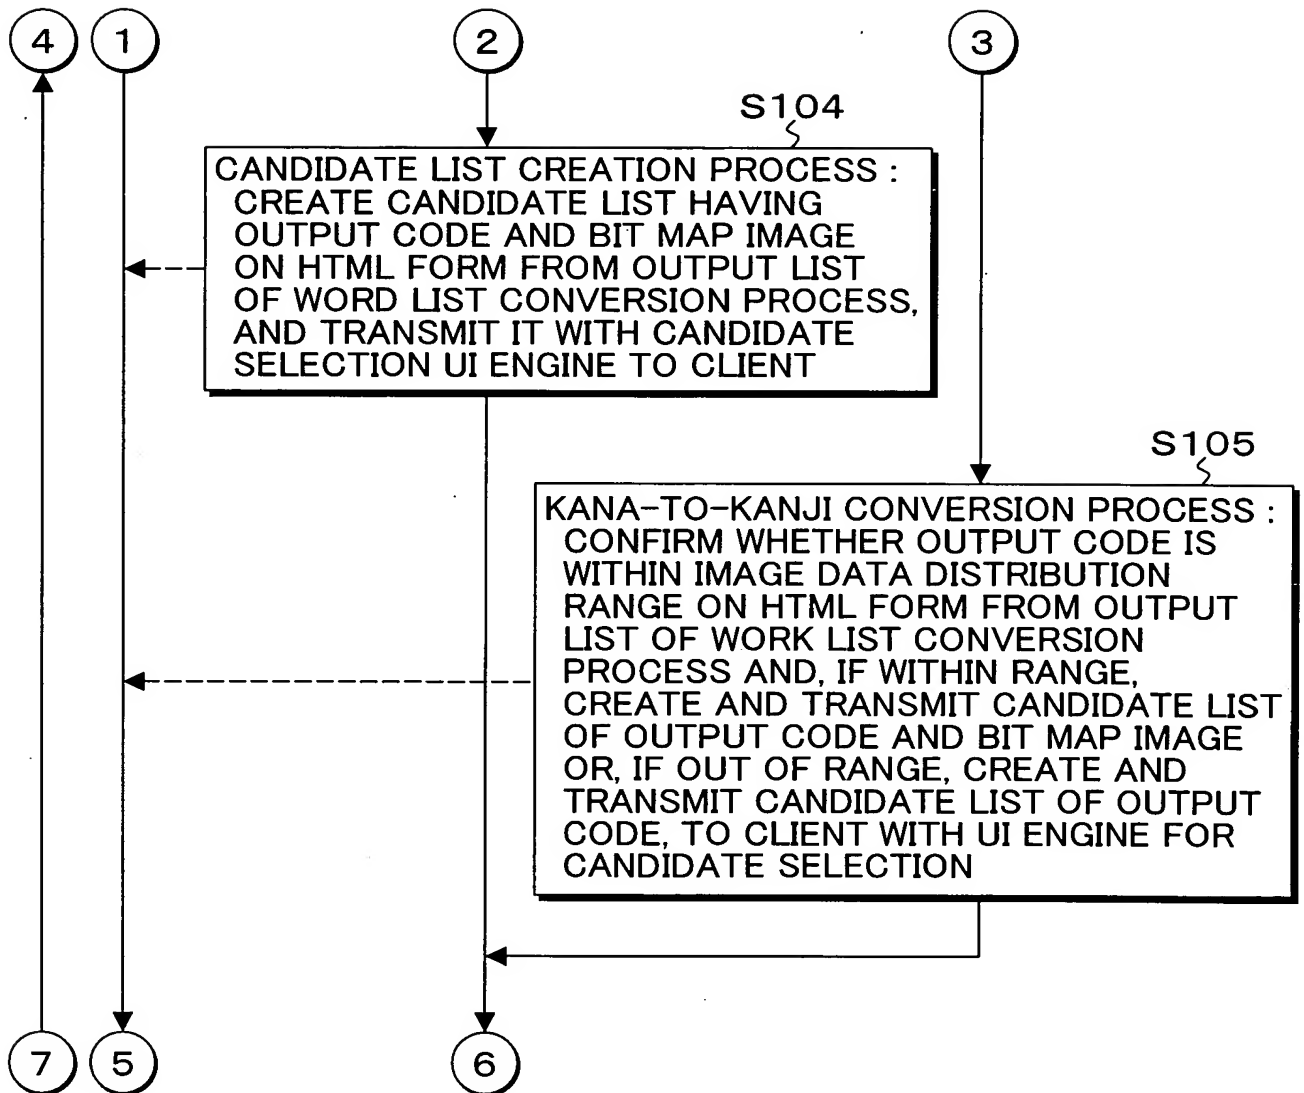 4 1 2 3
S104
CANDIDATE LIST CREATION PROCESS :
CREATE CANDIDATE LIST HAVING
OUTPUT CODE AND BIT MAP IMAGE
ON HTML FORM FROM OUTPUT LIST
OF WORD LIST CONVERSION PROCESS,
AND TRANSMIT IT WITH CANDIDATE
SELECTION UI ENGINE TO CLIENT
S105
KANA-TO-KANJI CONVERSION PROCESS :
CONFIRM WHETHER OUTPUT CODE IS
WITHIN IMAGE DATA DISTRIBUTION
RANGE ON HTML FORM FROM OUTPUT
LIST OF WORK LIST CONVERSION
PROCESS AND, IF WITHIN RANGE,
CREATE AND TRANSMIT CANDIDATE LIST
OF OUTPUT CODE AND BIT MAP IMAGE
OR, IF OUT OF RANGE, CREATE AND
TRANSMIT CANDIDATE LIST OF OUTPUT
CODE, TO CLIENT WITH UI ENGINE FOR
CANDIDATE SELECTION
7 5 6